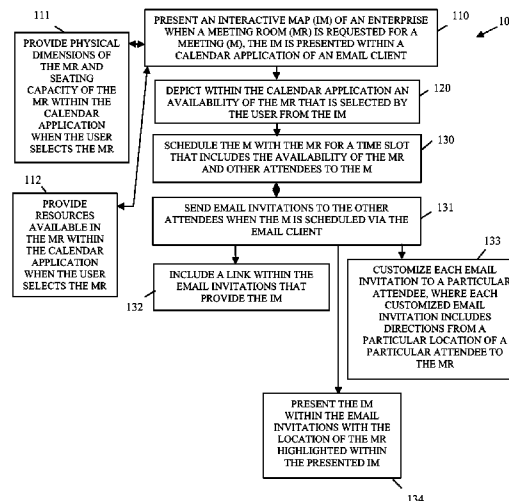 111
PROVIDE PHYSICAL
DIMENSIONS OF
THE MR AND
SEATING
CAPACITY OF THE
MR WITHIN THE
CALENDAR
APPLICATION
WHEN THE USER
SELECTS THE MR
PRESENT AN INTERACTIVE MAP (IM) OF AN ENTERPRISE
WHEN A MEETING ROOM (MR) IS REQUESTED FOR A
MEETING (M), THE IM IS PRESENTED WITHIN A
CALENDAR APPLICATION OF AN EMAIL CLIENT
110
DEPICT WITHIN THE CALENDAR APPLICATION AN
AVAILABILITY OF THE MR THAT IS SELECTED BY
THE USER FROM THE IM
120
SCHEDULE THE M WITH THE MR FOR A TIME SLOT
THAT INCLUDES THE AVAILABILITY OF THE MR
AND OTHER ATTENDEES TO THE M
130
112
PROVIDE
RESOURCES
AVAILABLE IN
THE MR WITHIN
THE CALENDAR
APPLICATION
WHEN THE USER
SELECTS THE MR
SEND EMAIL INVITATIONS TO THE OTHER
ATTENDEES WHEN THE M IS SCHEDULED VIA THE
EMAIL CLIENT
131
INCLUDE A LINK WITHIN THE
EMAIL INVITATIONS THAT
PROVIDE THE IM
132
133
CUSTOMIZE EACH EMAIL
INVITATION TO A PARTICULAR
ATTENDEE, WHERE EACH
CUSTOMIZED EMAIL
INVITATION INCLUDES
DIRECTIONS FROM A
PARTICULAR LOCATION OF A
PARTICULAR ATTENDEE TO
THE MR
PRESENT THE IM
WITHIN THE EMAIL
INVITATIONS WITH THE
LOCATION OF THE MR
HIGHLIGHTED WITHIN
THE PRESENTED IM
134